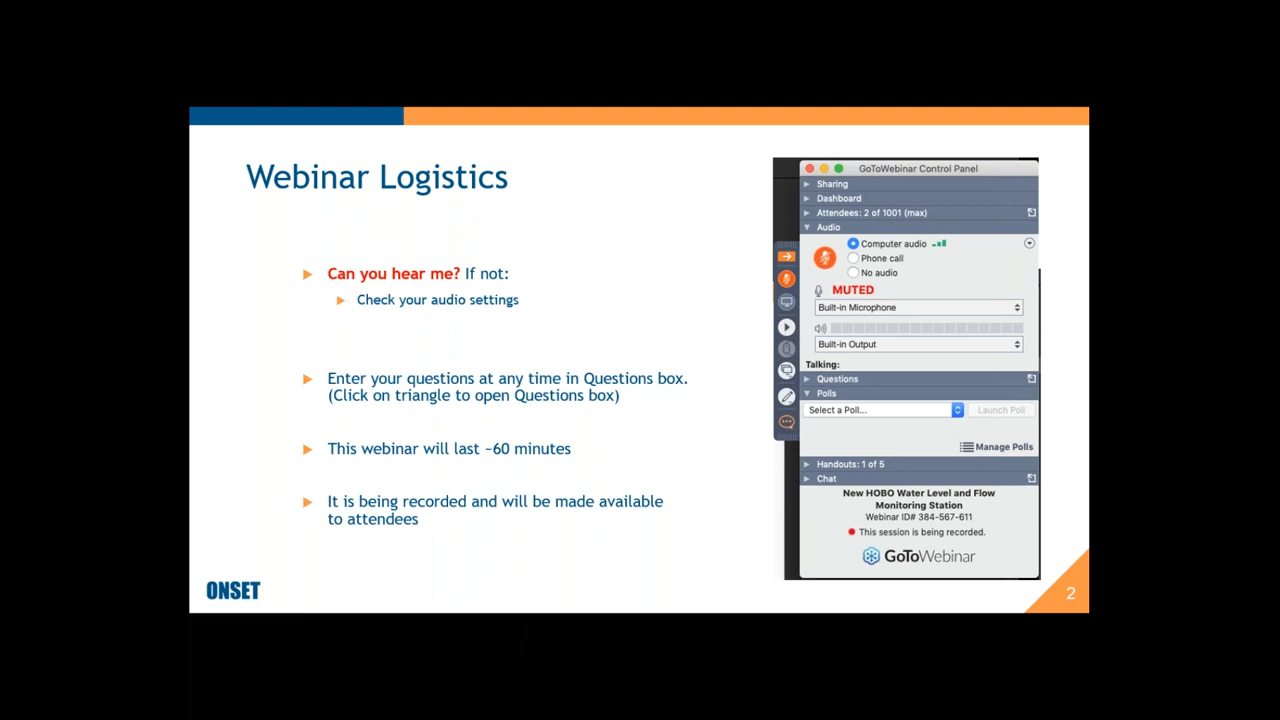 Webinar Logistics
Can you hear me? If not:
Check your audio settings
Enter your questions at any time in Questions box.
(Click on triangle to open Questions box)
This webinar will last ~60 minutes
It is being recorded and will be made available
to attendees
ONSET
GoToWebinar Control Panel
Sharing
Dashboard
Attendees: 2 of 1001 (max)
Audio
Computer audio
Phone call
No audio
MUTED
Built-in Microphone
Built-in Output
Talking:
Questions
Polls
Select a Poll... Launch Poll
Manage Polls
Handouts: 1 of 5
Chat
New HOBO Water Level and Flow
Monitoring Station
Webinar ID# 384-567-611
This session is being recorded.
GoToWebinar
2